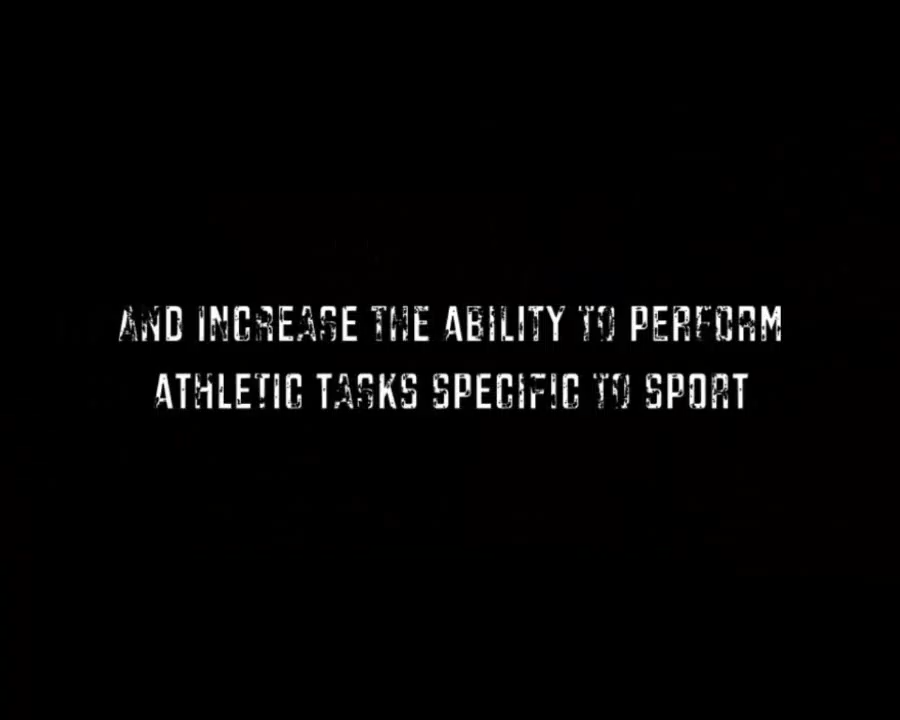 AND INCREASE THE ABILITY TO PERFORM
ATHLETIC TASKS SPECIFIC TO SPORT